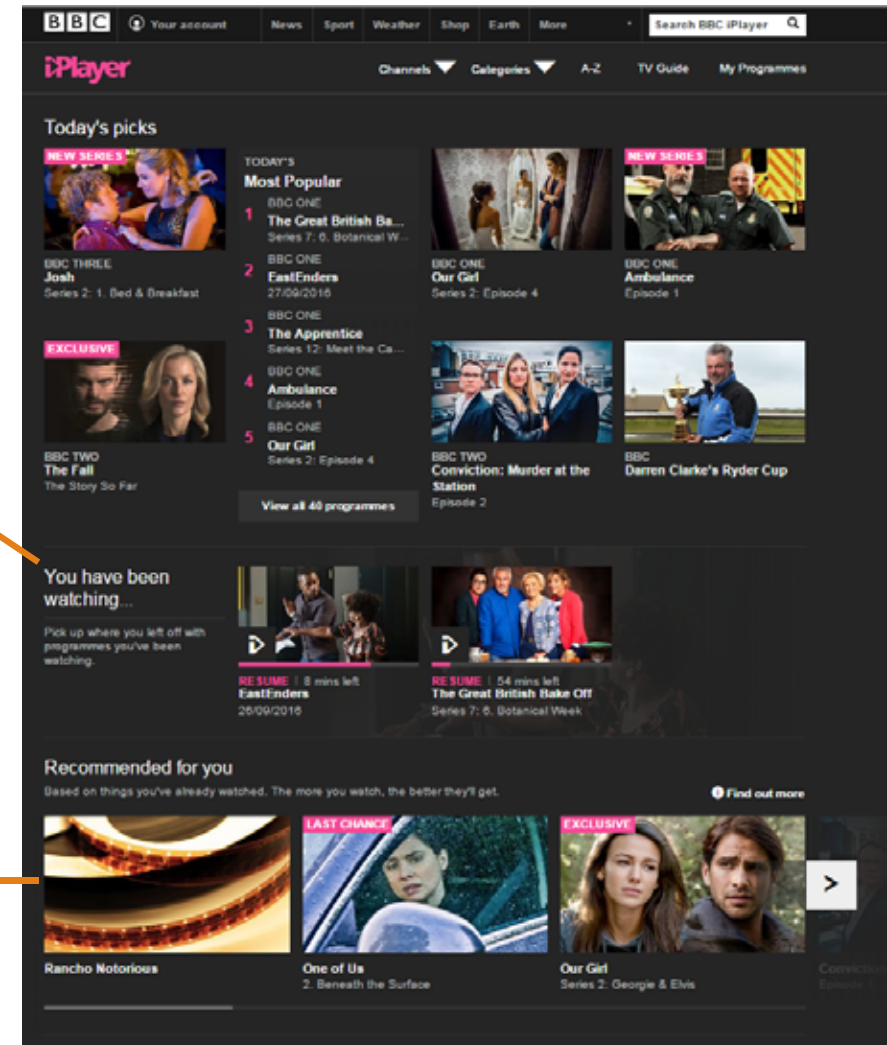 BBC Your account News Sport Weather Shop Earth More Search BBC iPlayer
iPlayer Channels Categories A-Z TV Guide My Programmes
Today's picks
NEW SERIES
BBC THREE
Josh
Series 2: 1. Bed & Breakfast
TODAY'S
Most Popular
1
BBC ONE
The Great British Ba...
Series 7: 6. Botanical W...
2
BBC ONE
EastEnders
27/09/2016
3
BBC ONE
The Apprentice
Series 12: Meet the Ca...
4
BBC ONE
Ambulance
Episode 1
5
BBC ONE
Our Girl
Series 2: Episode 4
View all 40 programmes
BBC ONE
Our Girl
Series 2: Episode 4
NEW SERIES
BBC ONE
Ambulance
Episode 1
EXCLUSIVE
BBC TWO
The Fall
The Story So Far
BBC TWO
Conviction: Murder at the
Station
Episode 2
BBC
Darren Clarke's Ryder Cup
You have been
watching...
Pick up where you left off with
programmes you've been
watching.
RESUME | 8 mins left
EastEnders
26/09/2016
RESUME | 54 mins left
The Great British Bake Off
Series 7: 6. Botanical Week
Recommended for you
Based on things you've already watched. The more you watch, the better they'll get.
Find out more
Rancho Notorious
LAST CHANCE
One of Us
2. Beneath the Surface
EXCLUSIVE
Our Girl
Series 2: Georgie & Elvis
>
Conviction
Episode